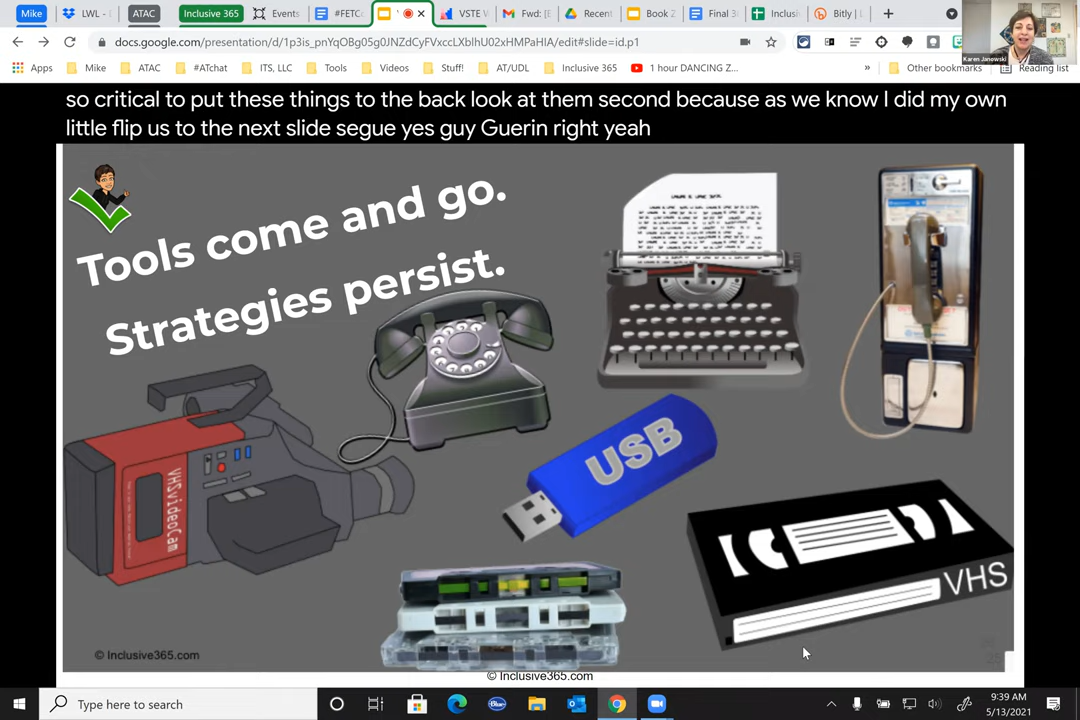 Mike
LWL -
ATAC
Inclusive 365
Events
#FETC
VSTE W
Fwd: [E
Recent
Book 2
Final 3
Inclusi
Bitly | L
docs.google.com/presentation/d/1p3is_pmYqOBg05g0JNZdCyFVxccLXblhU02xHMPaHIA/edit#slide=id.p1
Karen Janowski
Apps
Mike
ATAC
#ATchat
ITS, LLC
Tools
Videos
Stuff!
AT/UDL
Inclusive 365
1 hour DANCING Z...
»
Other bookmarks
Reading list
so critical to put these things to the back look at them second because as we know I did my own
little flip us to the next slide segue yes guy Guerin right yeah
Tools come and go.
Strategies persist.
VHSvideoCam
USB
VHS
© Inclusive365.com
© Inclusive365.com
Type here to search
9:39 AM
5/13/2021